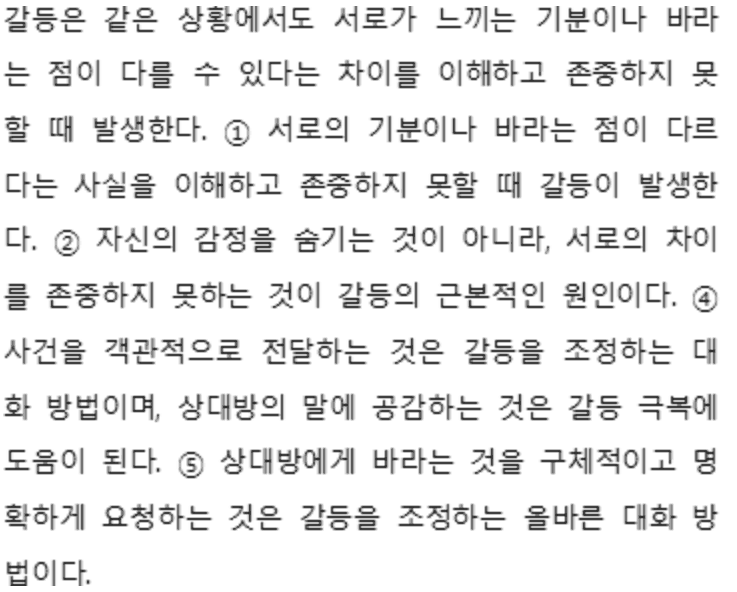 갈등은 같은 상황에서도 서로가 느끼는 기분이나 바라
는 점이 다를 수 있다는 차이를 이해하고 존중하지 못
할 때 발생한다. ① 서로의 기분이나 바라는 점이 다르
다는 사실을 이해하고 존중하지 못할 때 갈등이 발생한
다. ② 자신의 감정을 숨기는 것이 아니라, 서로의 차이
를 존중하지 못하는 것이 갈등의 근본적인 원인이다. ④
사건을 객관적으로 전달하는 것은 갈등을 조정하는 대
화 방법이며, 상대방의 말에 공감하는 것은 갈등 극복에
도움이 된다. ⑤ 상대방에게 바라는 것을 구체적이고 명
확하게 요청하는 것은 갈등을 조정하는 올바른 대화 방
법이다.